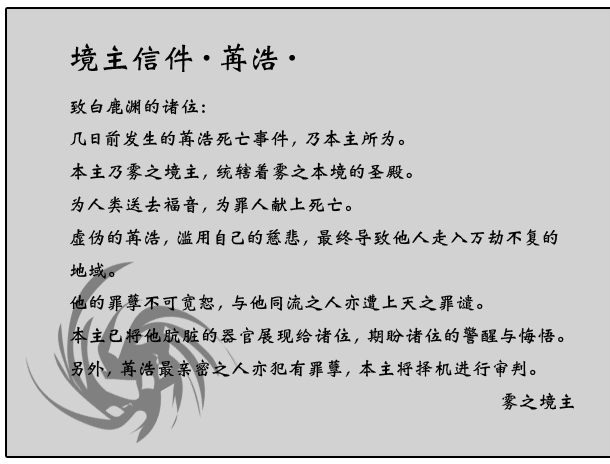 境主信件·苒浩·
致白鹿渊的诸位：
几日前发生的苒浩死亡事件，乃本主所为。
本主乃雾之境主，统辖着雾之本境的圣殿。
为人类送去福音，为罪人献上死亡。
虚伪的苒浩，滥用自己的慈悲，最终导致他人走入万劫不复的
地域。
他的罪孽不可宽恕，与他同流之人亦遭上天之罪谴。
本主已将他肮脏的器官展现给诸位，期盼诸位的警醒与悔悟。
另外，苒浩最亲密之人亦犯有罪孽，本主将择机进行审判。
雾之境主